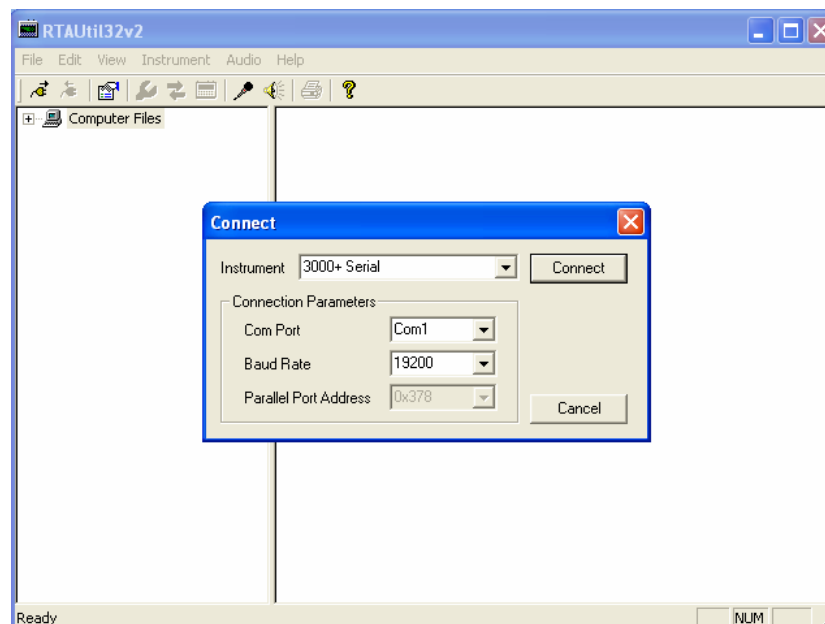 RTAUtil32v2
File Edit View Instrument Audio Help
Computer Files
Connect
Instrument 3000+ Serial Connect
Connection Parameters
Com Port Com1
Baud Rate 19200
Parallel Port Address 0x378
Cancel
Ready NUM